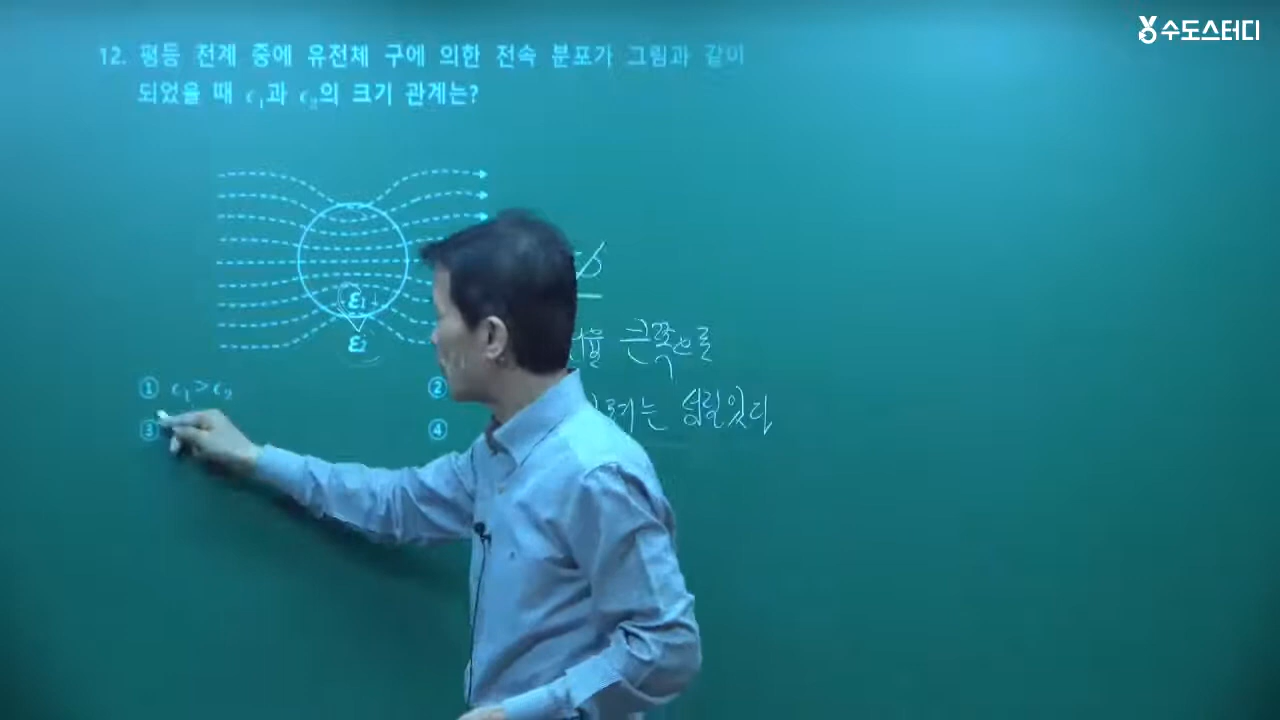 수도스터디
12. 평등 전계 중에 유전체 구에 의한 전속 분포가 그림과 같이
되었을 때 ϵ₁과 ϵ₂의 크기 관계는?
ε₁
ε₂
큰쪽으로
는 성질있다
① ϵ₁>ϵ₂
②
③
④